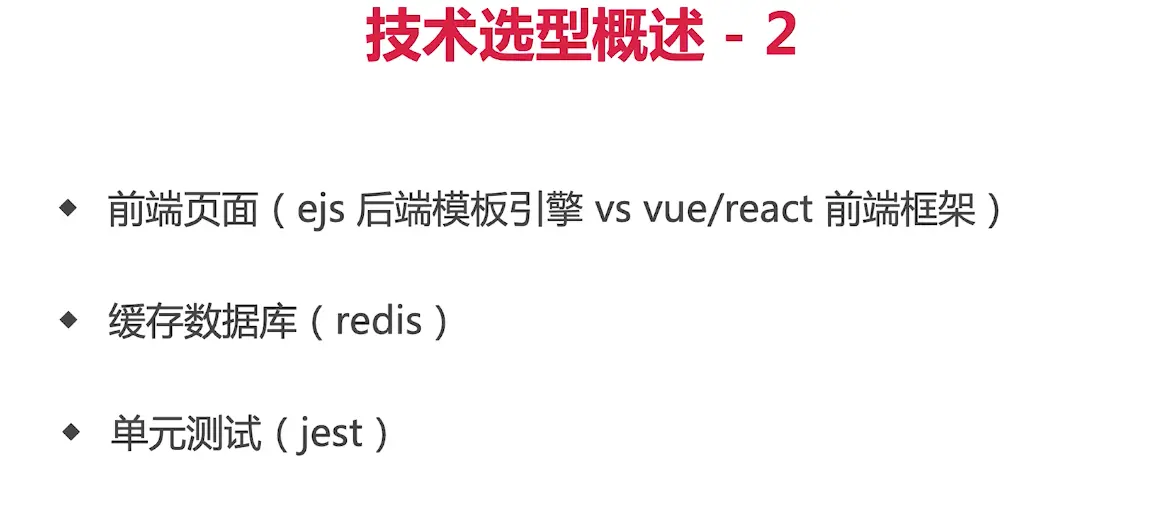 技术选型概述 - 2
◆ 前端页面（ejs 后端模板引擎 vs vue/react 前端框架）
◆ 缓存数据库（redis）
◆ 单元测试（jest）